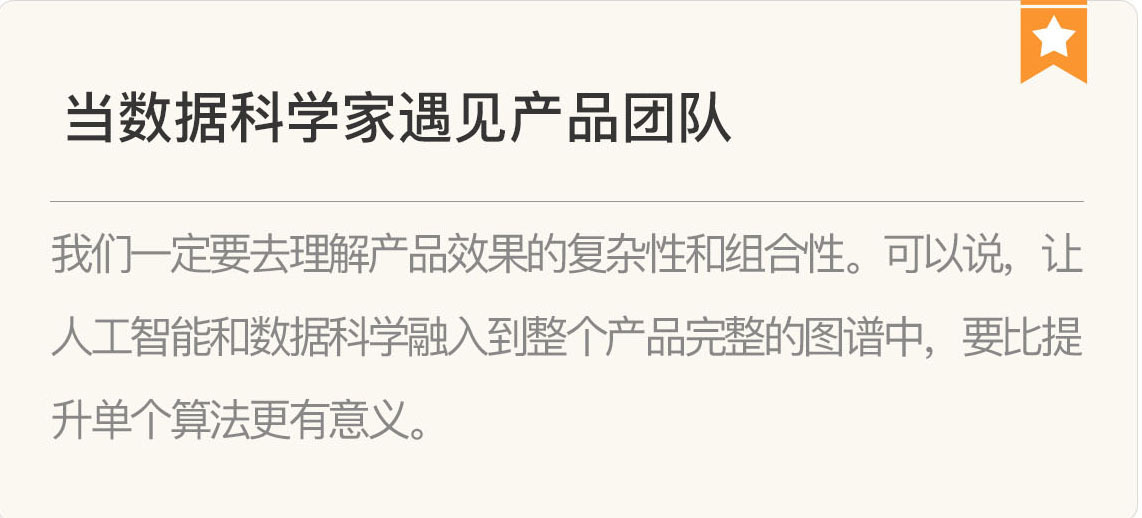 当数据科学家遇见产品团队
我们一定要去理解产品效果的复杂性和组合性。可以说，让
人工智能和数据科学融入到整个产品完整的图谱中，要比提
升单个算法更有意义。